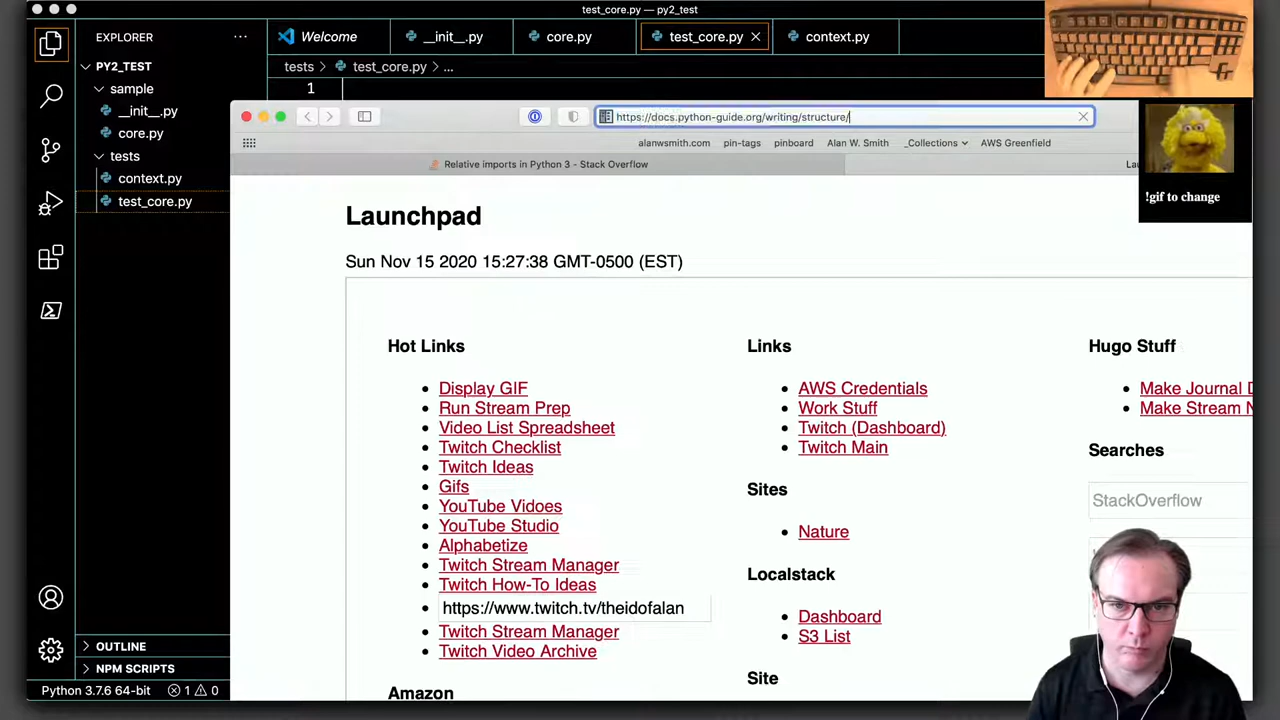 test_core.py — py2_test
EXPLORER
Welcome
__init__.py
core.py
test_core.py
context.py
PY2_TEST
tests > test_core.py > ...
sample
1
__init__.py
https://docs.python-guide.org/writing/structure/
core.py
alanwsmith.com
pin-tags
pinboard
Alan W. Smith
_Collections
AWS Greenfield
tests
Relative imports in Python 3 - Stack Overflow
context.py
!gif to change
test_core.py
Launchpad
Sun Nov 15 2020 15:27:38 GMT-0500 (EST)
Hot Links
Display GIF
Run Stream Prep
Video List Spreadsheet
Twitch Checklist
Twitch Ideas
Gifs
YouTube Vidoes
YouTube Studio
Alphabetize
Twitch Stream Manager
Twitch How-To Ideas
https://www.twitch.tv/theidofalan
Twitch Stream Manager
Twitch Video Archive
Amazon
Links
AWS Credentials
Work Stuff
Twitch (Dashboard)
Twitch Main
Sites
Nature
Localstack
Dashboard
S3 List
Site
Hugo Stuff
Make Journal
Make Stream
Searches
StackOverflow
OUTLINE
NPM SCRIPTS
Python 3.7.6 64-bit
1
0